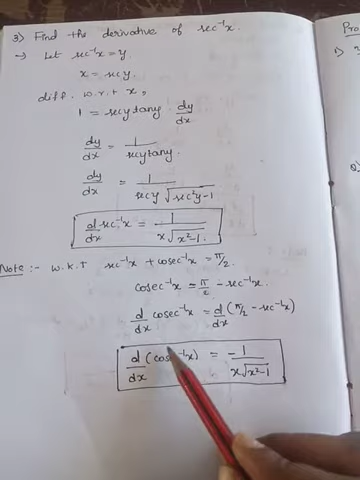 3) Find the derivative of sec⁻¹x.
→ Let sec⁻¹x = y
x = secy
diff. w.r.t x,
1 = secy tany dy/dx
dy/dx = 1/(secy tany)
dy/dx = 1/(secy √(sec²y-1))
d/dx sec⁻¹x = 1/(x√(x²-1)).
Note :- w.k.t sec⁻¹x + cosec⁻¹x = π/2
cosec⁻¹x = π/2 - sec⁻¹x.
d/dx cosec⁻¹x = d/dx (π/2 - sec⁻¹x)
d/dx (cosec⁻¹x) = -1/(x√(x²-1))
Pro
1)